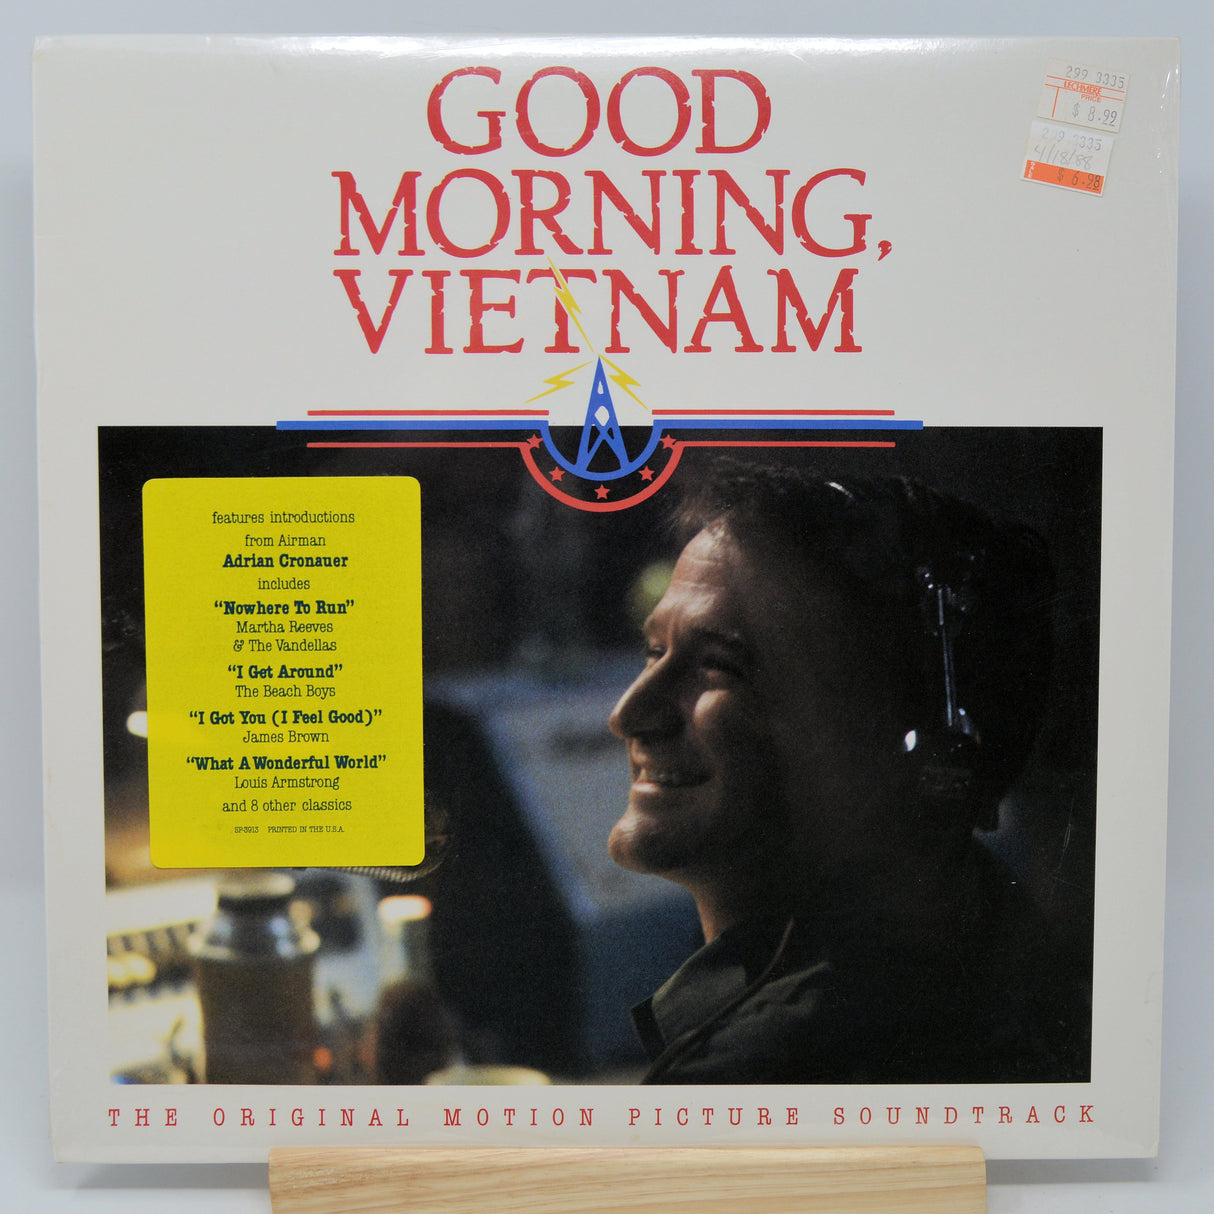 GOOD
MORNING,
VIETNAM
299 3335
LECHMERE
PRICE
$ 8.99
299 3335
4/18/88
$ 6.98
features introductions
from Airman
Adrian Cronauer
includes
“Nowhere To Run”
Martha Reeves
& The Vandellas
“I Get Around”
The Beach Boys
“I Got You (I Feel Good)”
James Brown
“What A Wonderful World”
Louis Armstrong
and 8 other classics
SP-3913 PRINTED IN THE U.S.A.
THE ORIGINAL MOTION PICTURE SOUNDTRACK